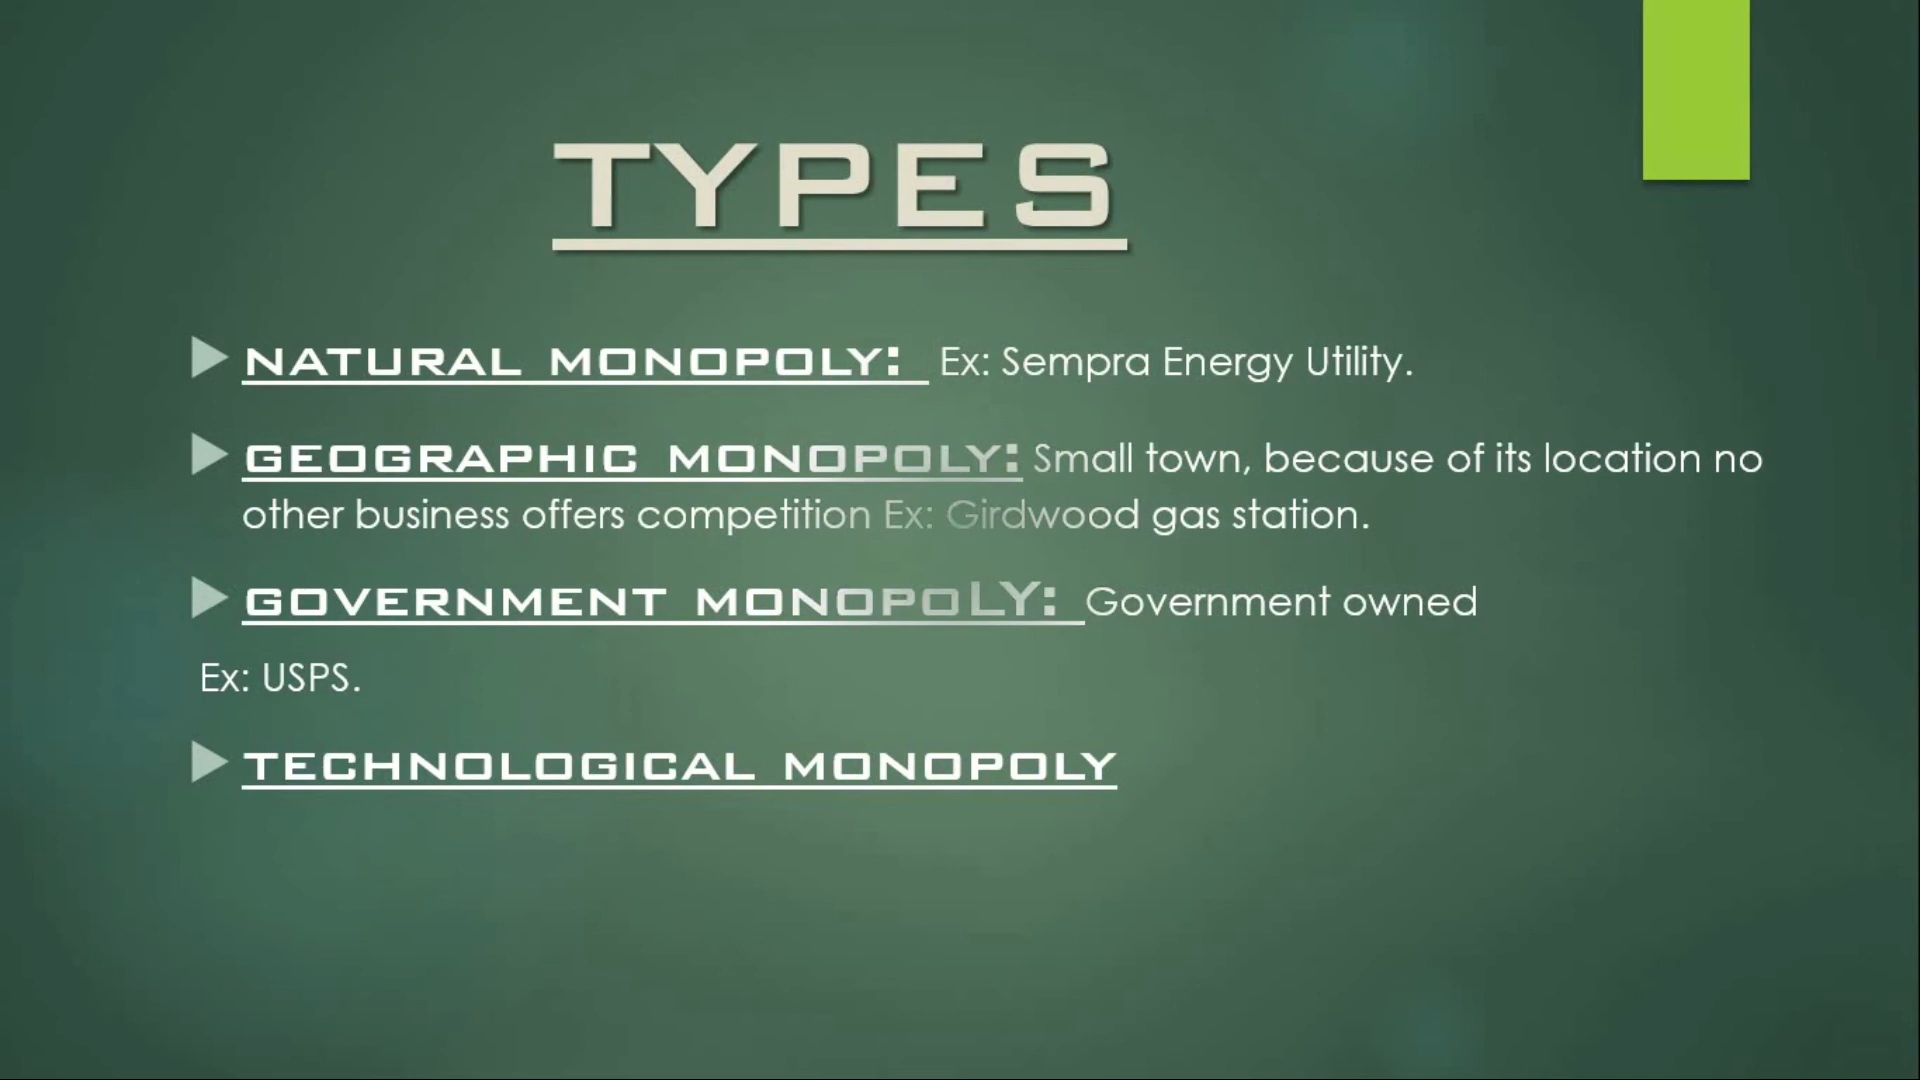 TYPES
NATURAL MONOPOLY: Ex: Sempra Energy Utility.
GEOGRAPHIC MONOPOLY: Small town, because of its location no
other business offers competition Ex: Girdwood gas station.
GOVERNMENT MONOPOLY: Government owned
Ex: USPS.
TECHNOLOGICAL MONOPOLY